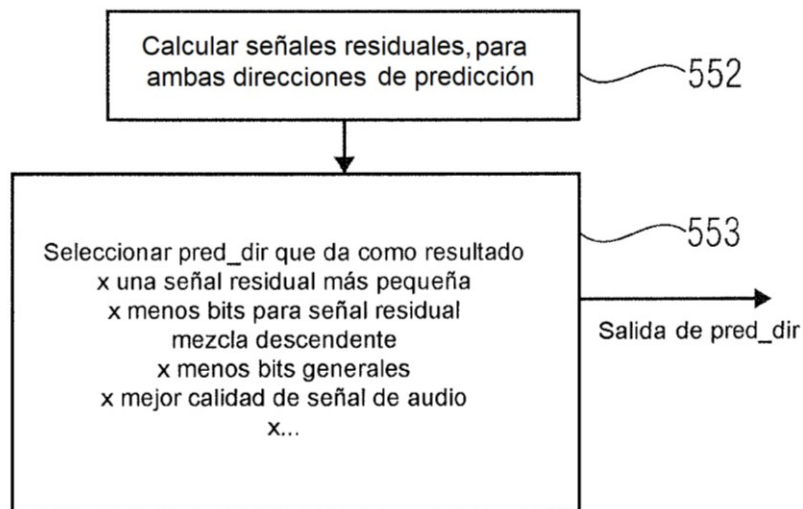 Calcular señales residuales, para
ambas direcciones de predicción
552
553
Seleccionar pred_dir que da como resultado
x una señal residual más pequeña
x menos bits para señal residual
mezcla descendente
x menos bits generales
x mejor calidad de señal de audio
x...
Salida de pred_dir